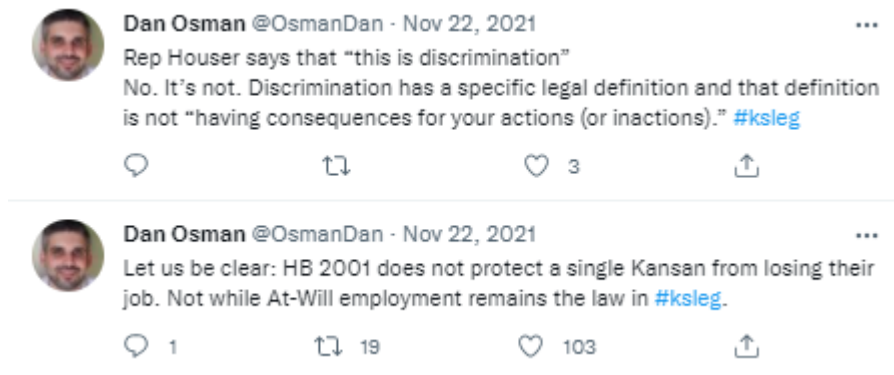 Dan Osman @OsmanDan · Nov 22, 2021
Rep Houser says that “this is discrimination”
No. It’s not. Discrimination has a specific legal definition and that definition
is not “having consequences for your actions (or inactions).” #ksleg
3
Dan Osman @OsmanDan · Nov 22, 2021
Let us be clear: HB 2001 does not protect a single Kansan from losing their
job. Not while At-Will employment remains the law in #ksleg.
1 19 103